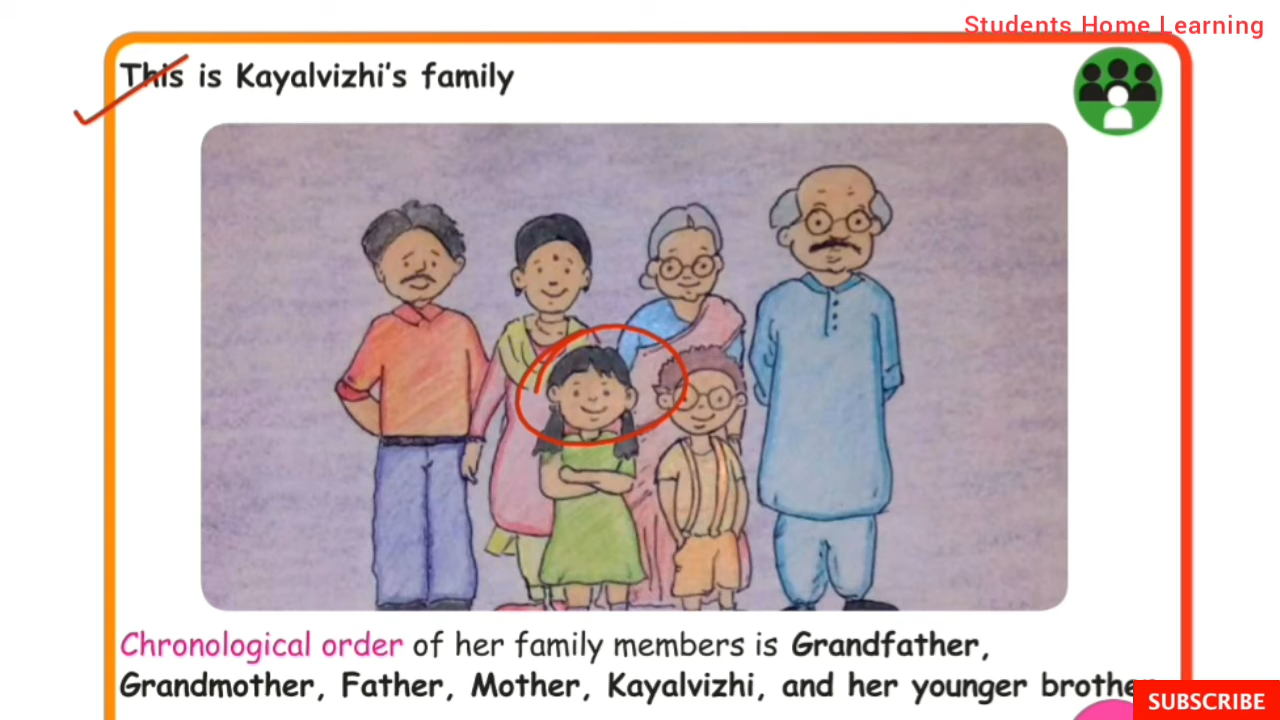 Students Home Learning
This is Kayalvizhi's family
Chronological order of her family members is Grandfather,
Grandmother, Father, Mother, Kayalvizhi, and her younger brother
SUBSCRIBE